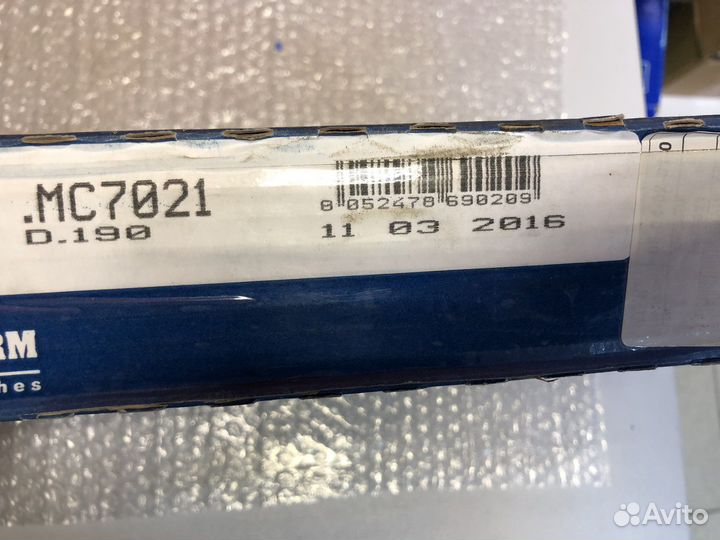 .MC7021
D.190
8 052478 690209
11 03 2016
RM
hes
Avito